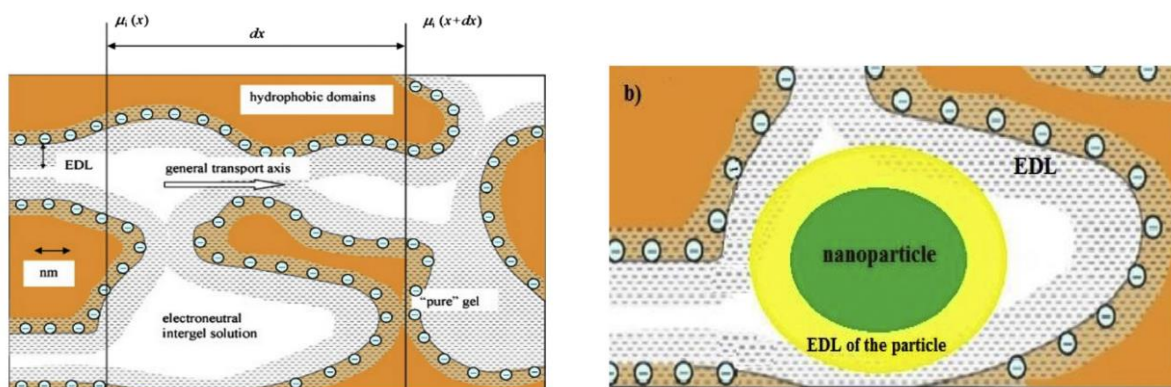 μi (x)
dx
μi (x+dx)
hydrophobic domains
EDL
general transport axis
nm
"pure" gel
electroneutral
intergel solution
b)
EDL
nanoparticle
EDL of the particle